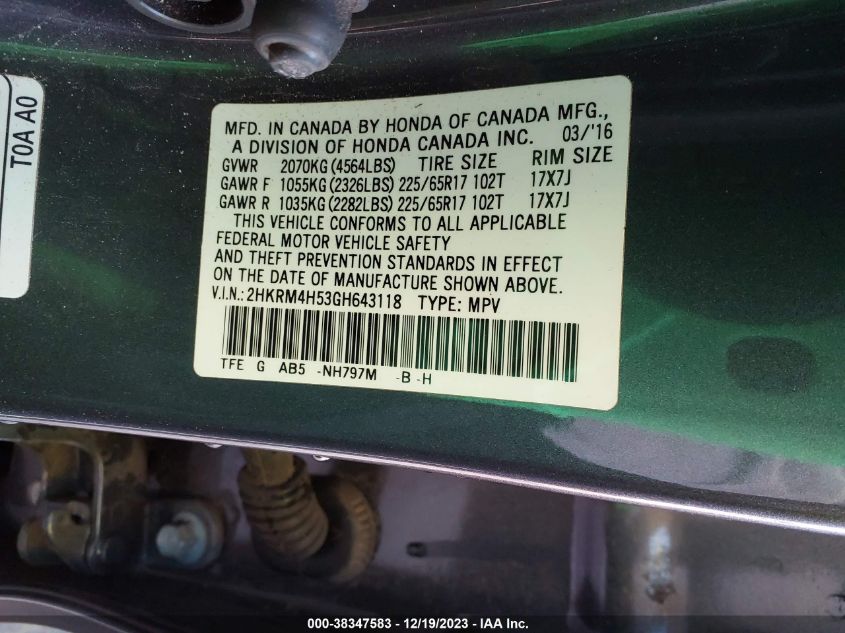 T0A A0
MFD. IN CANADA BY HONDA OF CANADA MFG.,
A DIVISION OF HONDA CANADA INC. 03/'16
GVWR 2070KG (4564LBS) TIRE SIZE RIM SIZE
GAWR F 1055KG (2326LBS) 225/65R17 102T 17X7J
GAWR R 1035KG (2282LBS) 225/65R17 102T 17X7J
THIS VEHICLE CONFORMS TO ALL APPLICABLE
FEDERAL MOTOR VEHICLE SAFETY
AND THEFT PREVENTION STANDARDS IN EFFECT
ON THE DATE OF MANUFACTURE SHOWN ABOVE.
V.I.N.: 2HKRM4H53GH643118 TYPE: MPV
TFE G AB5 -NH797M -B -H
000-38347583 - 12/19/2023 - IAA Inc.